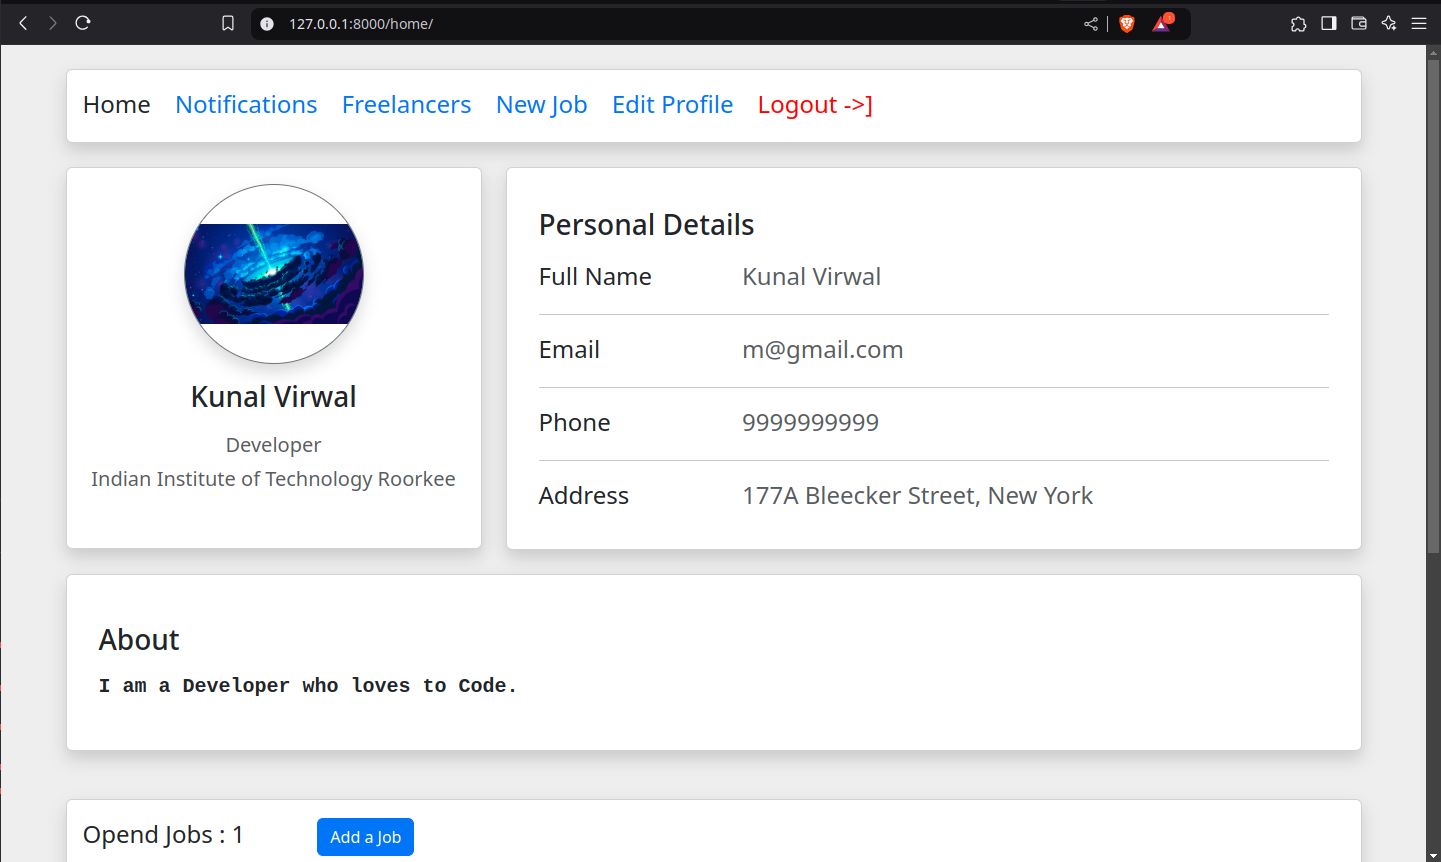 127.0.0.1:8000/home/
1
Home Notifications Freelancers New Job Edit Profile Logout ->]
Kunal Virwal
Developer
Indian Institute of Technology Roorkee
Personal Details
Full Name Kunal Virwal
Email m@gmail.com
Phone 9999999999
Address 177A Bleecker Street, New York
About
I am a Developer who loves to Code.
Opend Jobs : 1 Add a Job